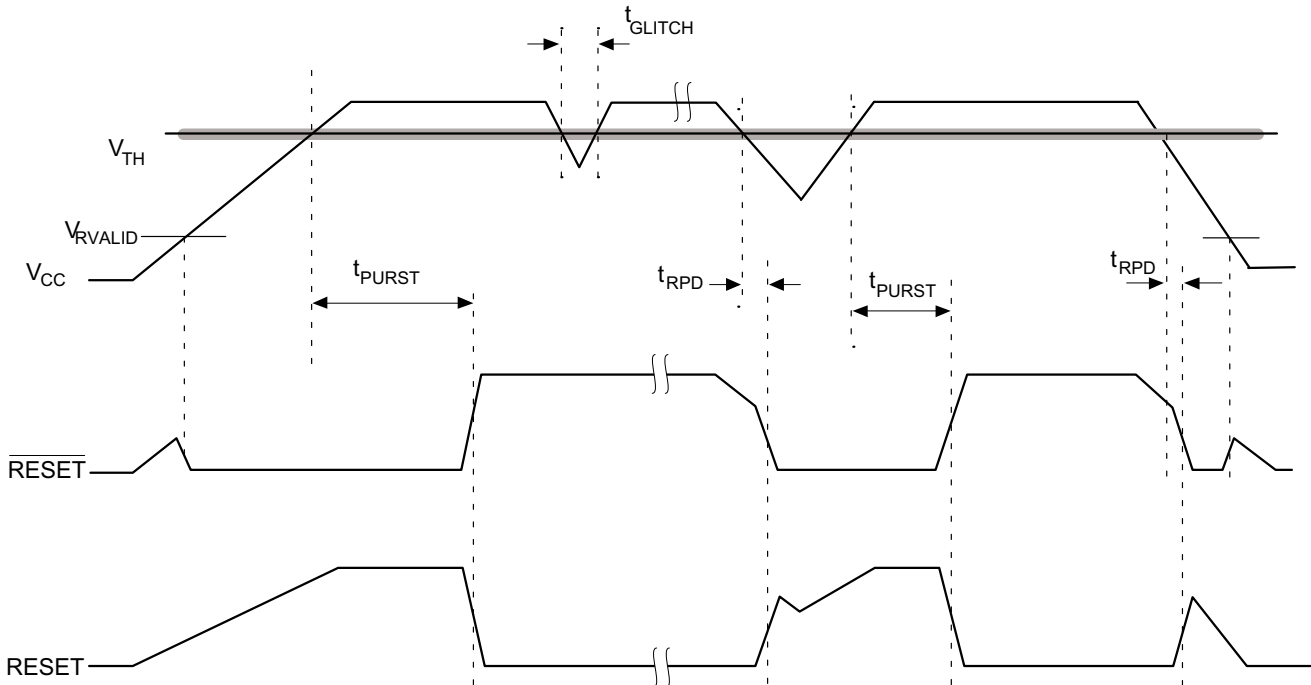 tGLITCH
VTH
VRVALID
VCC
tPURST
tRPD
tPURST
tRPD
RESET
RESET